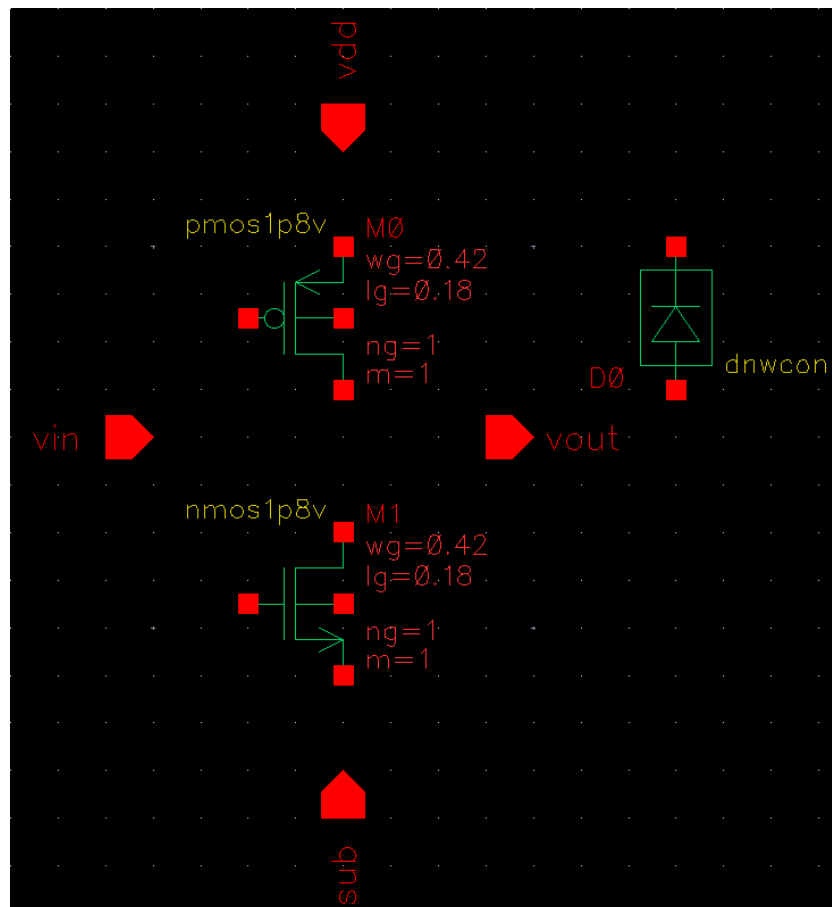 vdd
pmos1p8v
M0
wg=0.42
lg=0.18
ng=1
m=1
D0
dnwcon
vin
vout
nmos1p8v
M1
wg=0.42
lg=0.18
ng=1
m=1
sub